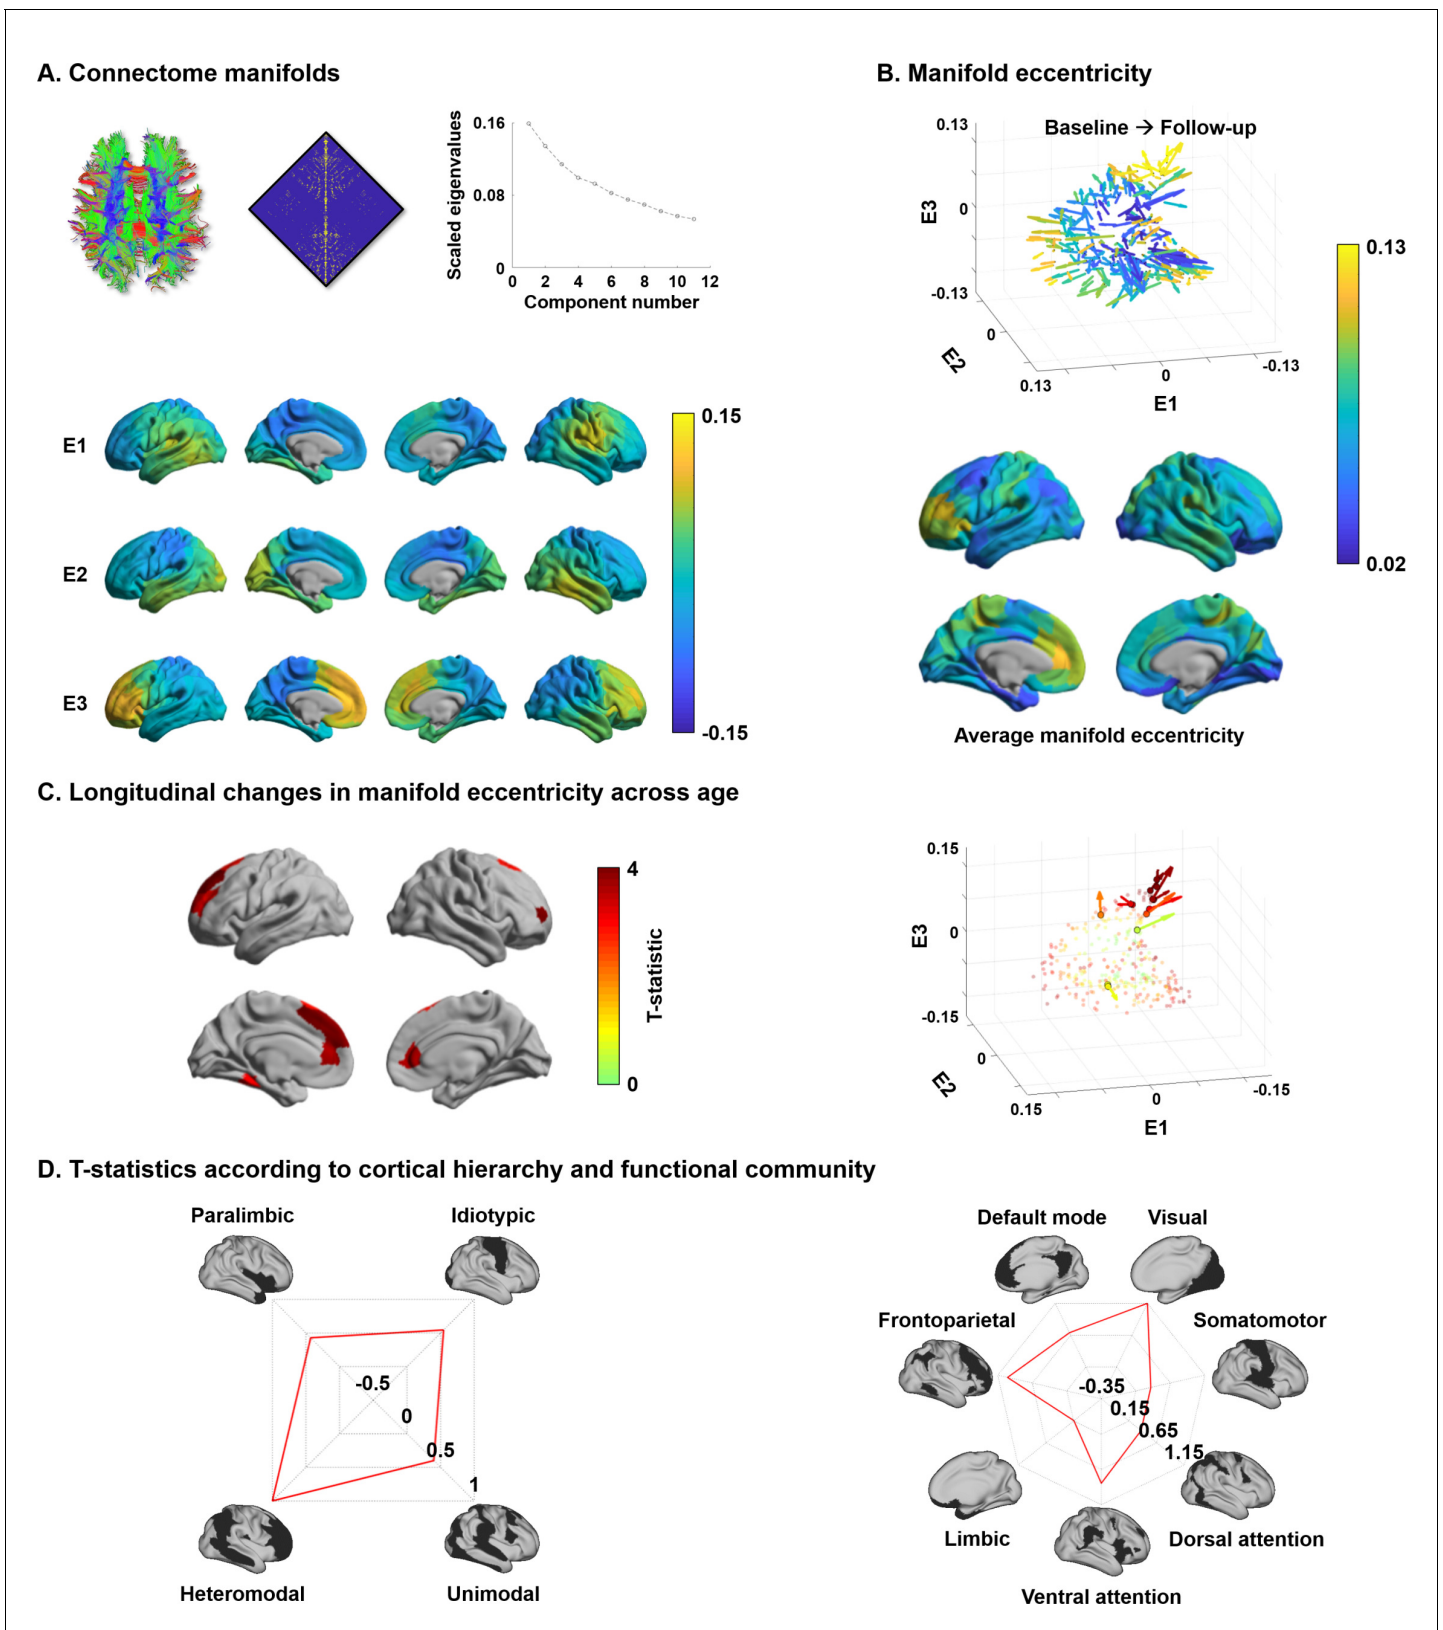 A. Connectome manifolds
Scaled eigenvalues
0.16
0.08
0
0
2
4
6
8
10
12
Component number
E1
E2
E3
0.15
-0.15
B. Manifold eccentricity
Baseline → Follow-up
0.13
0
-0.13
E3
0
0.13
E2
0
-0.13
E1
0.13
0.02
Average manifold eccentricity
C. Longitudinal changes in manifold eccentricity across age
4
0
T-statistic
0.15
0
-0.15
E3
0
0.15
E2
0
-0.15
E1
D. T-statistics according to cortical hierarchy and functional community
Paralimbic
Idiotypic
-0.5
0
0.5
1
Heteromodal
Unimodal
Default mode
Visual
Frontoparietal
Somatomotor
-0.35
0.15
0.65
1.15
Limbic
Dorsal attention
Ventral attention